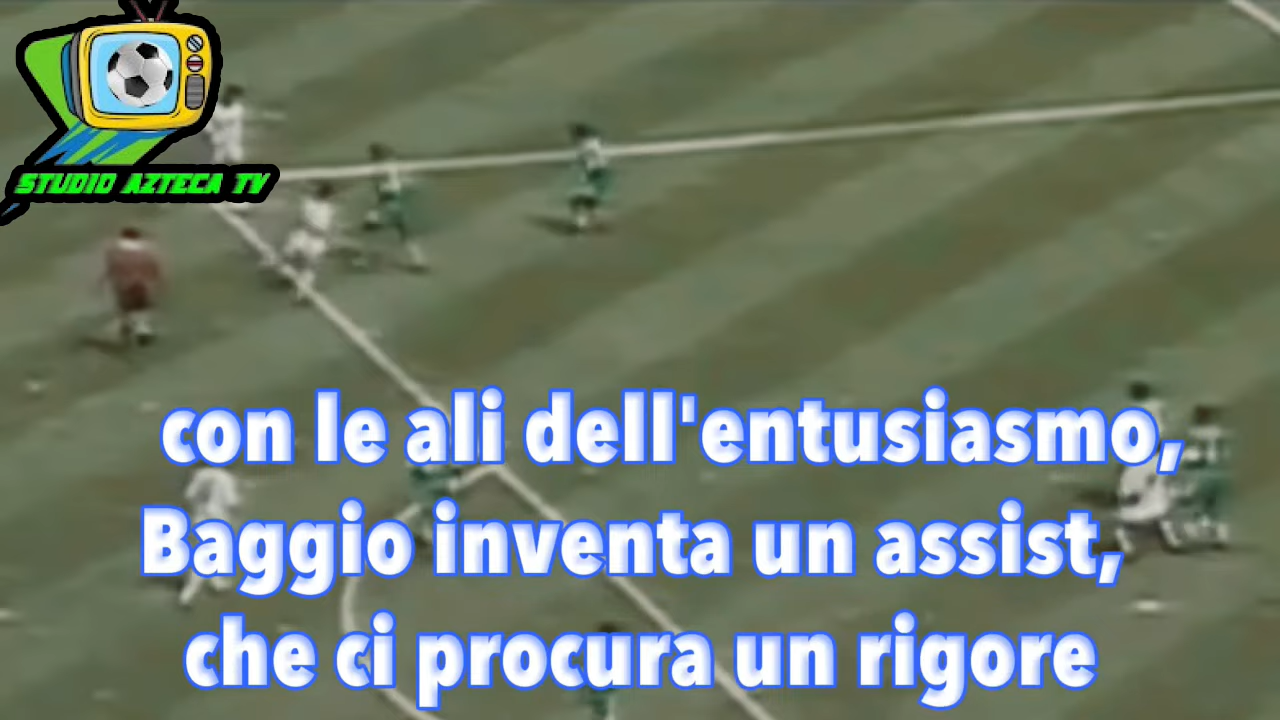 STUDIO AZTECA TV
con le ali dell'entusiasmo,
Baggio inventa un assist,
che ci procura un rigore